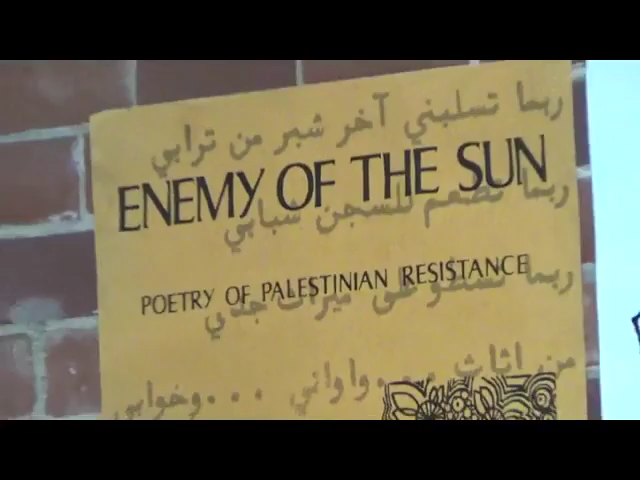 ربما تسلبني آخر شبر من ترابي
ENEMY OF THE SUN
ربما تطعم للسجن شبابي
POETRY OF PALESTINIAN RESISTANCE
ربما تسطو على ميراث جدي
من اثاث ...واواني ...وخوابي